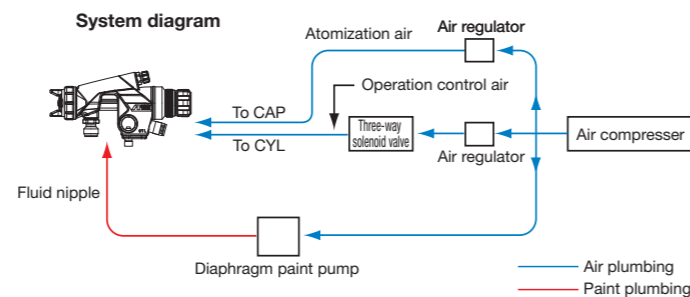 System diagram
Atomization air
Air regulator
Operation control air
To CAP
Three-way
solenoid valve
Air compresser
To CYL
Air regulator
Fluid nipple
Diaphragm paint pump
Air plumbing
Paint plumbing